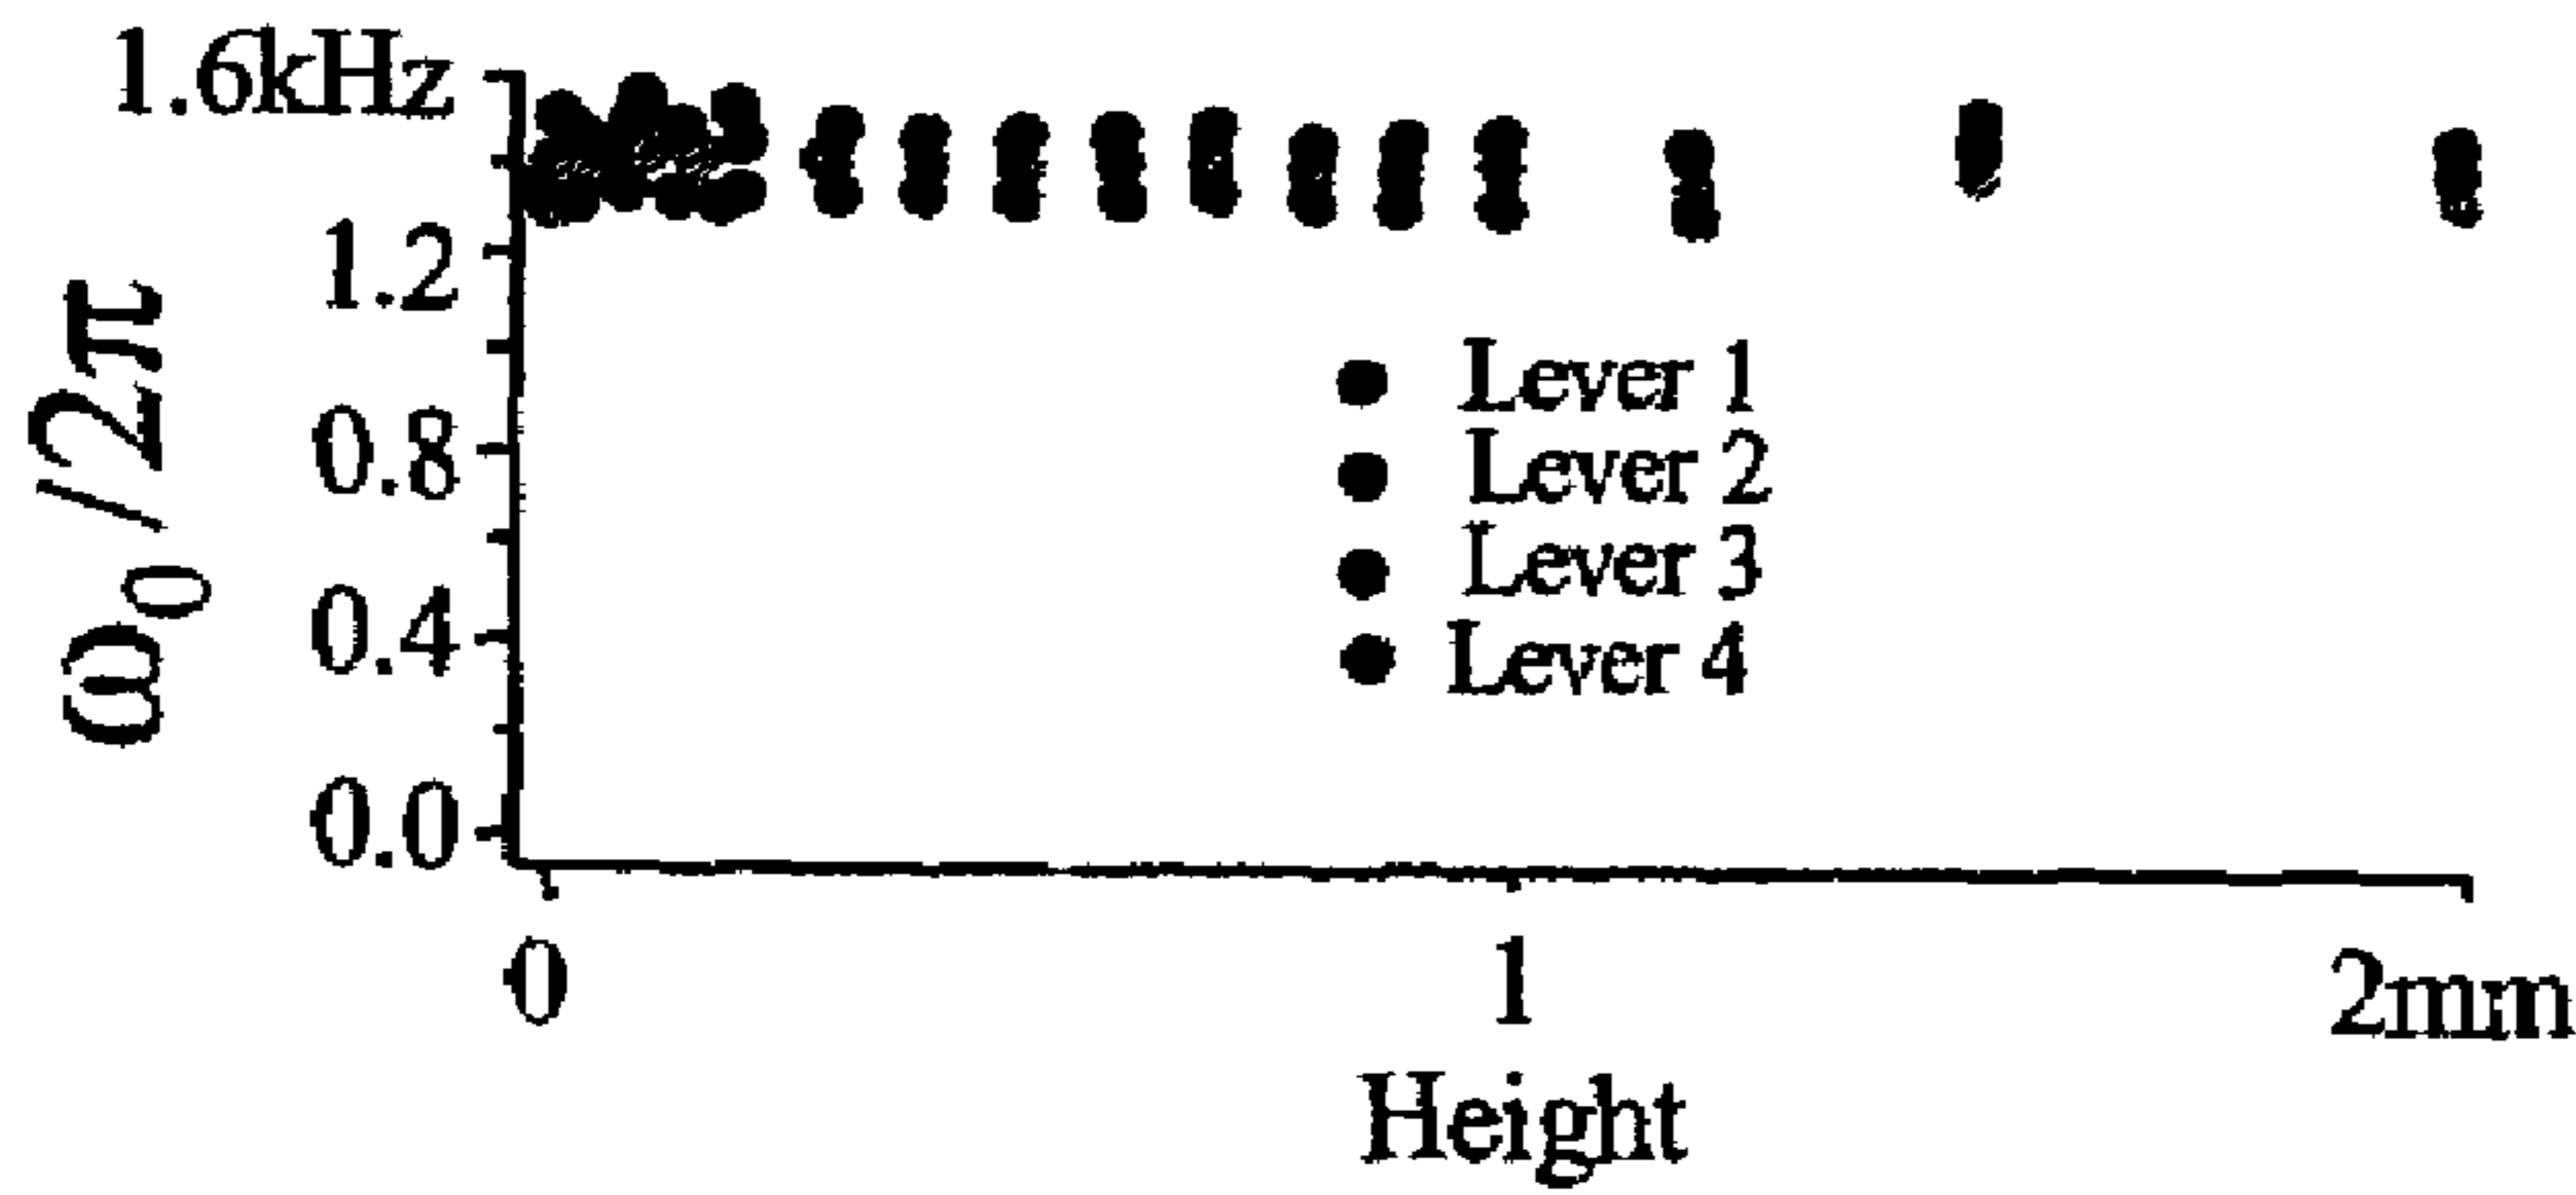 1.6kHz
1.2
0.8
0.4
0.0
ω0/2π
Lever 1
Lever 2
Lever 3
Lever 4
0 1 2mm
Height